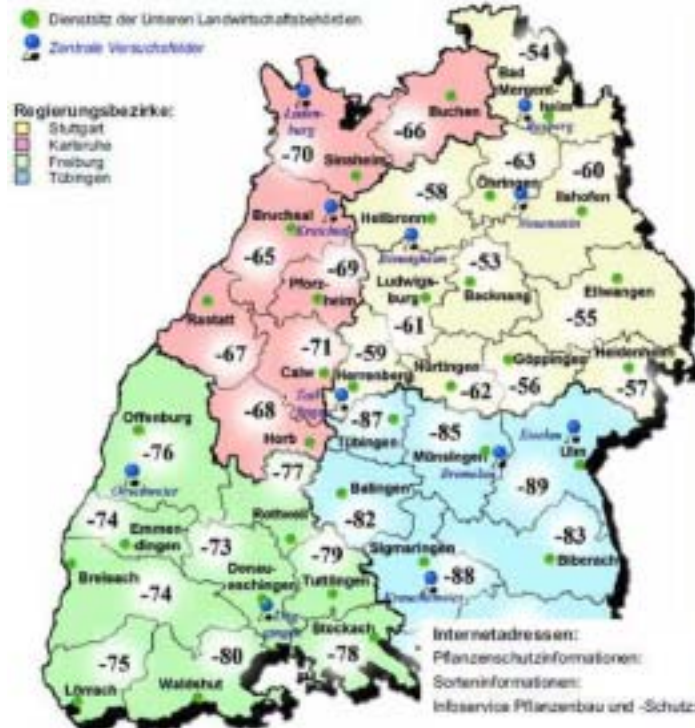 Dienstsitz der Unteren Landwirtschaftsbehörden
Zentrale Versuchsfelder
Regierungsbezirke:
Stuttgart
Karlsruhe
Freiburg
Tübingen
-54
Bad
Mergent-
heim
Buchen
-66
-70
Sinsheim
-63
-60
Öhringen
Ilshofen
-58
Heilbronn
Bruchsal
Kraichtal
-65
-69
Pforz-
heim
-53
Ludwigs-
burg
Backnang
Ellwangen
-61
-55
Rastatt
-67
-71
-59
Calw
Herrenberg
Nürtingen
-62
Göppingen
-56
Heidenheim
-57
-68
Horb
-87
Tübingen
-85
Münsingen
Ulm
Offenburg
-76
-77
Balingen
-89
-82
-74
Emmen-
dingen
Rottweil
-73
-79
Sigmaringen
-83
Biberach
-88
Breisach
-74
Donau-
eschingen
Tuttlingen
Stockach
-78
-75
-80
Lörrach
Waldshut
Internetadressen:
Pflanzenschutzinformationen:
Sorteninformationen:
Infoservice Pflanzenbau und -Schutz